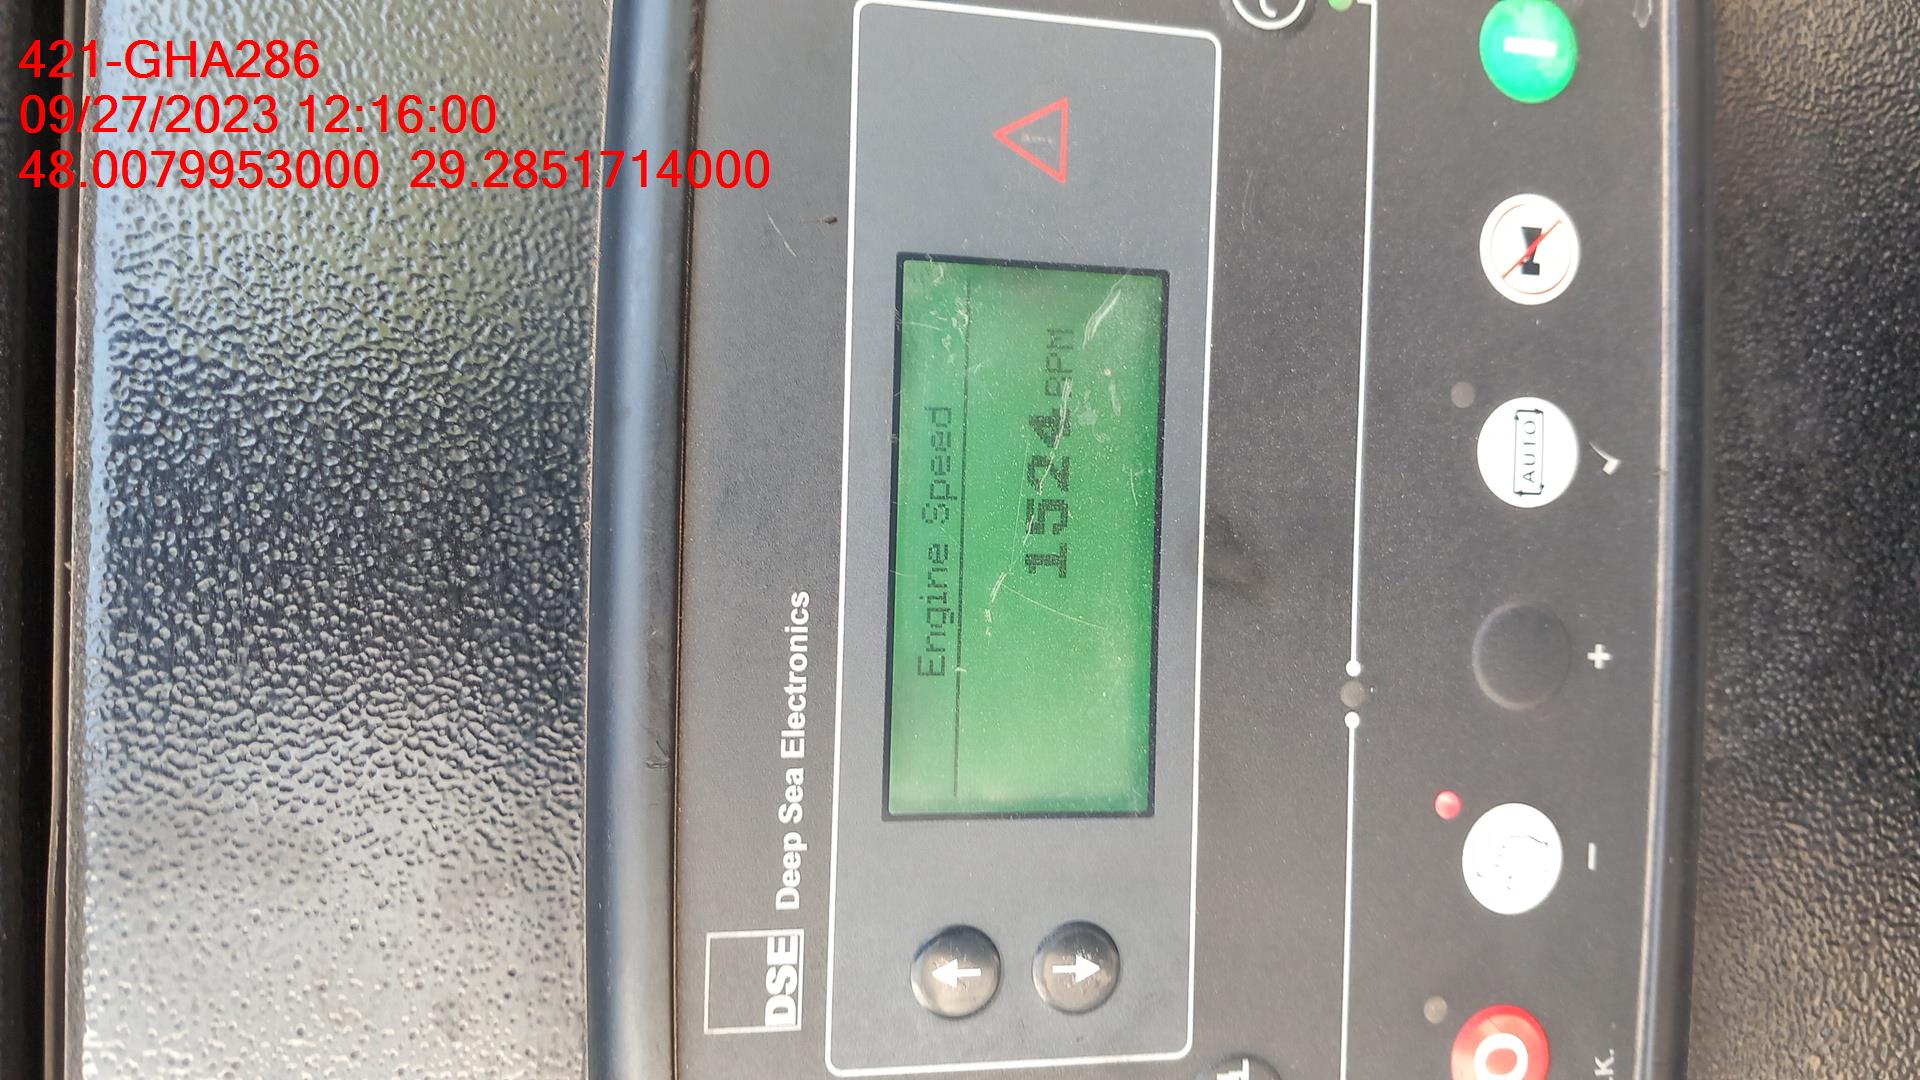 421-GHA286
09/27/2023 12:16:00
48.0079953000 29.2851714000
DSE Deep Sea Electronics
Engine Speed
1524 RPM
AUTO
- + ✓